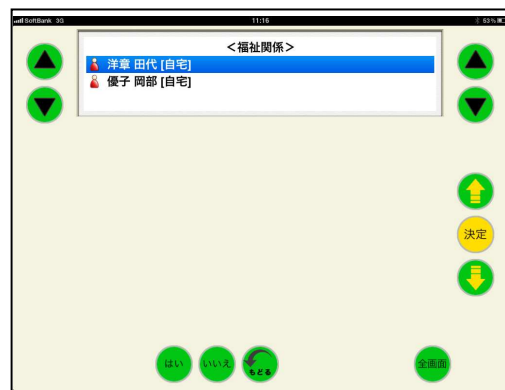 SoftBank 3G 11:16 53%
＜福祉関係＞
洋章 田代 [自宅]
優子 岡部 [自宅]
決定
はい いいえ もどる 全画面